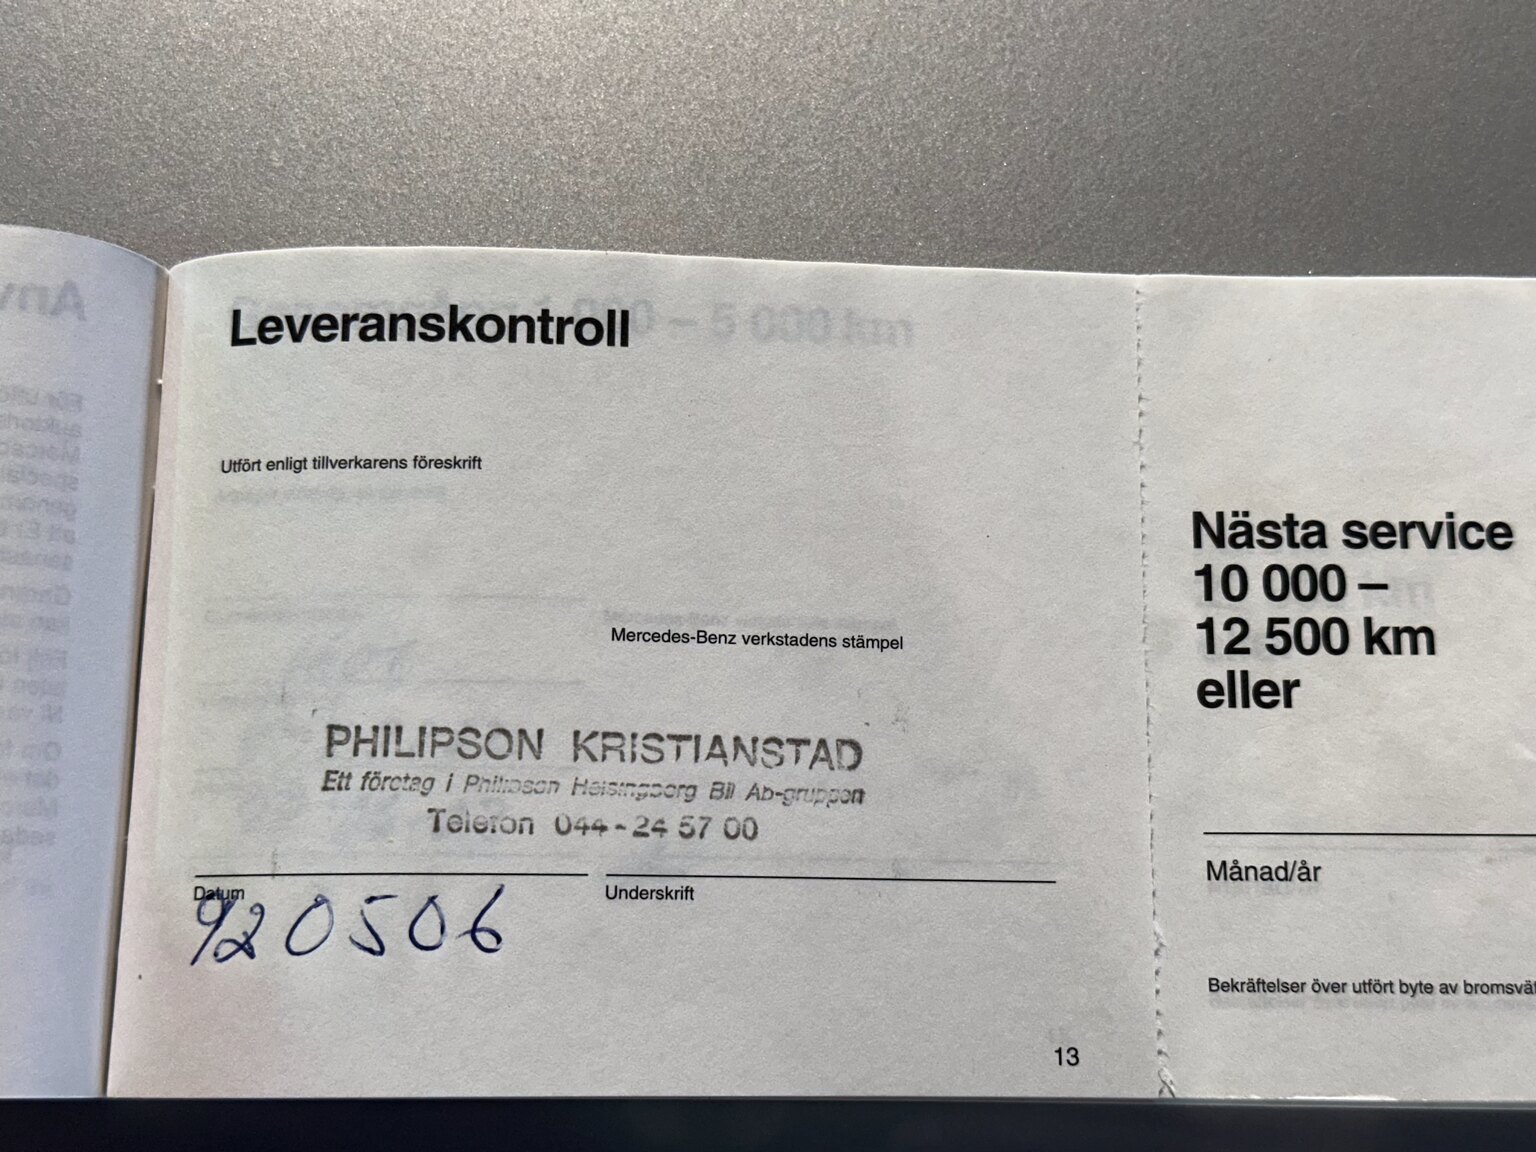 Leveranskontroll
Utfört enligt tillverkarens föreskrift
Mercedes-Benz verkstadens stämpel
PHILIPSON KRISTIANSTAD
Ett företag i Philipson Helsingborg Bil Ab-gruppen
Telefon 044-24 57 00
Datum
Underskrift
920506
13
Nästa service
10 000 –
12 500 km
eller
Månad/år
Bekräftelser över utfört byte av